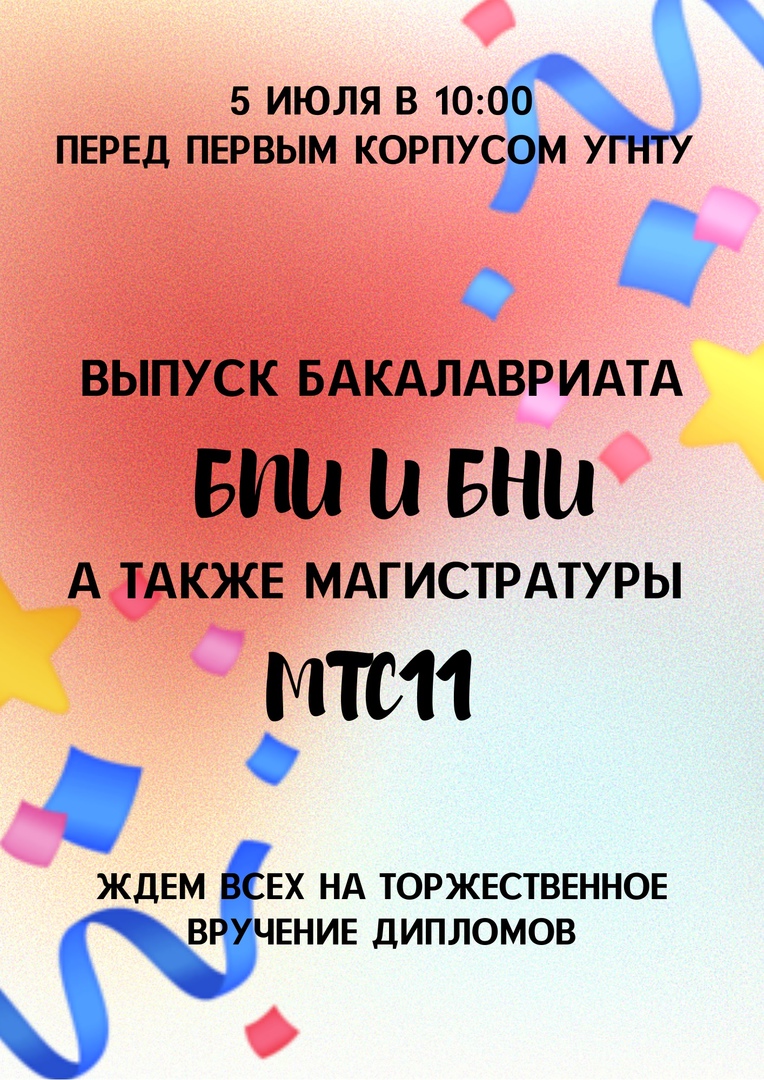 5 ИЮЛЯ В 10:00
ПЕРЕД ПЕРВЫМ КОРПУСОМ УГНТУ
ВЫПУСК БАКАЛАВРИАТА
БПИ И БНИ
А ТАКЖЕ МАГИСТРАТУРЫ
МТС11
ЖДЕМ ВСЕХ НА ТОРЖЕСТВЕННОЕ
ВРУЧЕНИЕ ДИПЛОМОВ